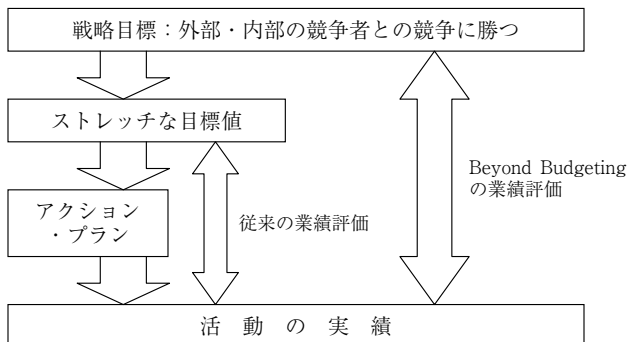 戦略目標：外部・内部の競争者との競争に勝つ
ストレッチな目標値
アクション
・プラン
従来の業績評価
Beyond Budgeting
の業績評価
活動の実績